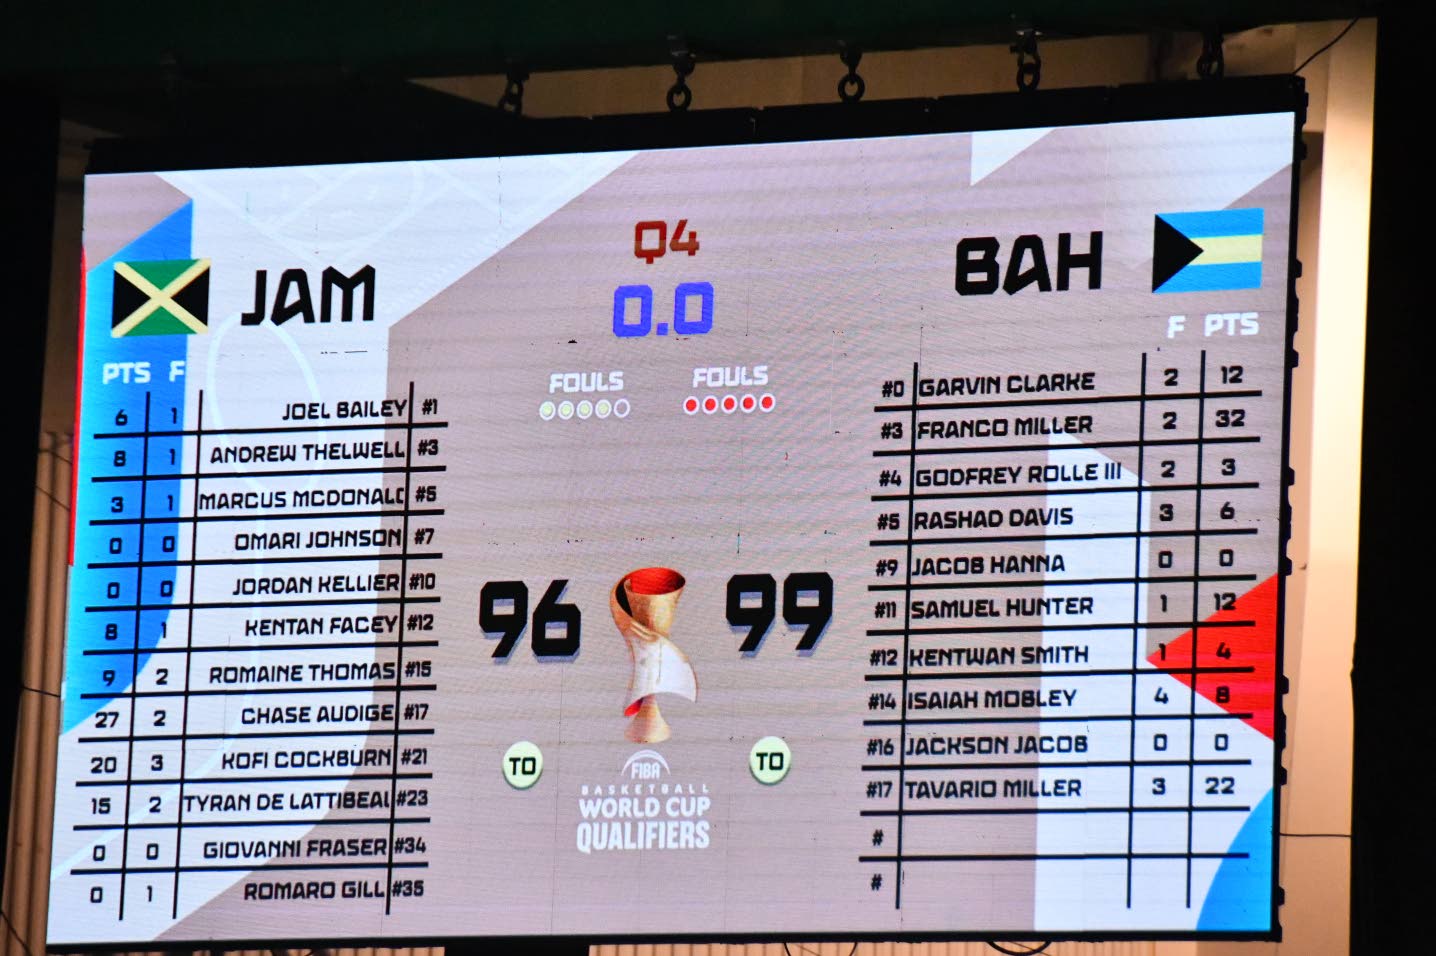 Q4
JAM
BAH
0.0
PTS F
F PTS
FOULS
FOULS
6 1 JOEL BAILEY #1
8 1 ANDREW THELWELL #3
3 1 MARCUS MCDONALD #5
0 0 OMARI JOHNSON #7
0 0 JORDAN KELLIER #10
8 1 KENTAN FACEY #12
9 2 ROMAINE THOMAS #15
27 2 CHASE AUDIGE #17
20 3 KOFI COCKBURN #21
15 2 TYRAN DE LATTIBEAU #23
0 0 GIOVANNI FRASER #34
0 1 ROMARO GILL #35
96
99
TO
TO
FIBA
BASKETBALL
WORLD CUP
QUALIFIERS
#0 GARVIN CLARKE 2 12
#3 FRANCO MILLER 2 32
#4 GODFREY ROLLE III 2 3
#5 RASHAD DAVIS 3 6
#9 JACOB HANNA 0 0
#11 SAMUEL HUNTER 1 12
#12 KENTWAN SMITH 1 4
#14 ISAIAH MOBLEY 4 8
#16 JACKSON JACOB 0 0
#17 TAVARIO MILLER 3 22
#
#